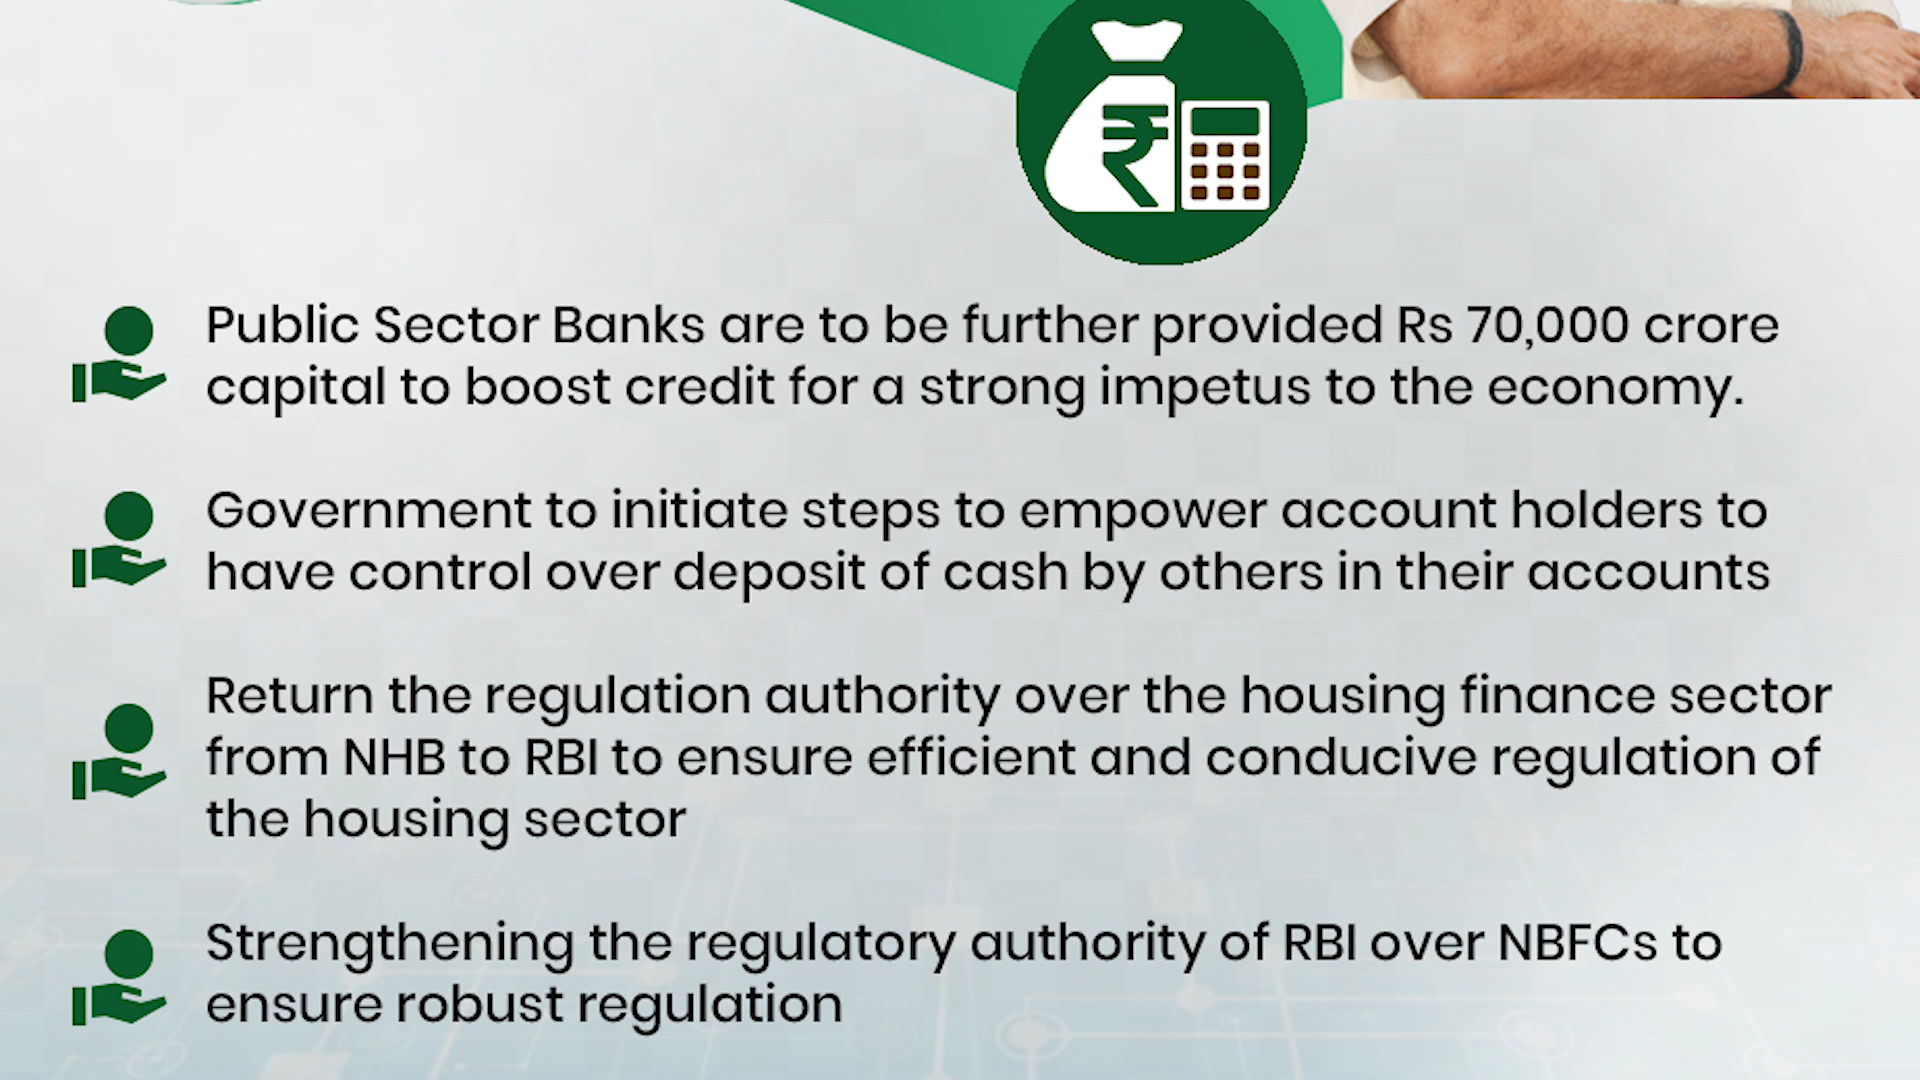 ₹
Public Sector Banks are to be further provided Rs 70,000 crore
capital to boost credit for a strong impetus to the economy.
Government to initiate steps to empower account holders to
have control over deposit of cash by others in their accounts
Return the regulation authority over the housing finance sector
from NHB to RBI to ensure efficient and conducive regulation of
the housing sector
Strengthening the regulatory authority of RBI over NBFCs to
ensure robust regulation